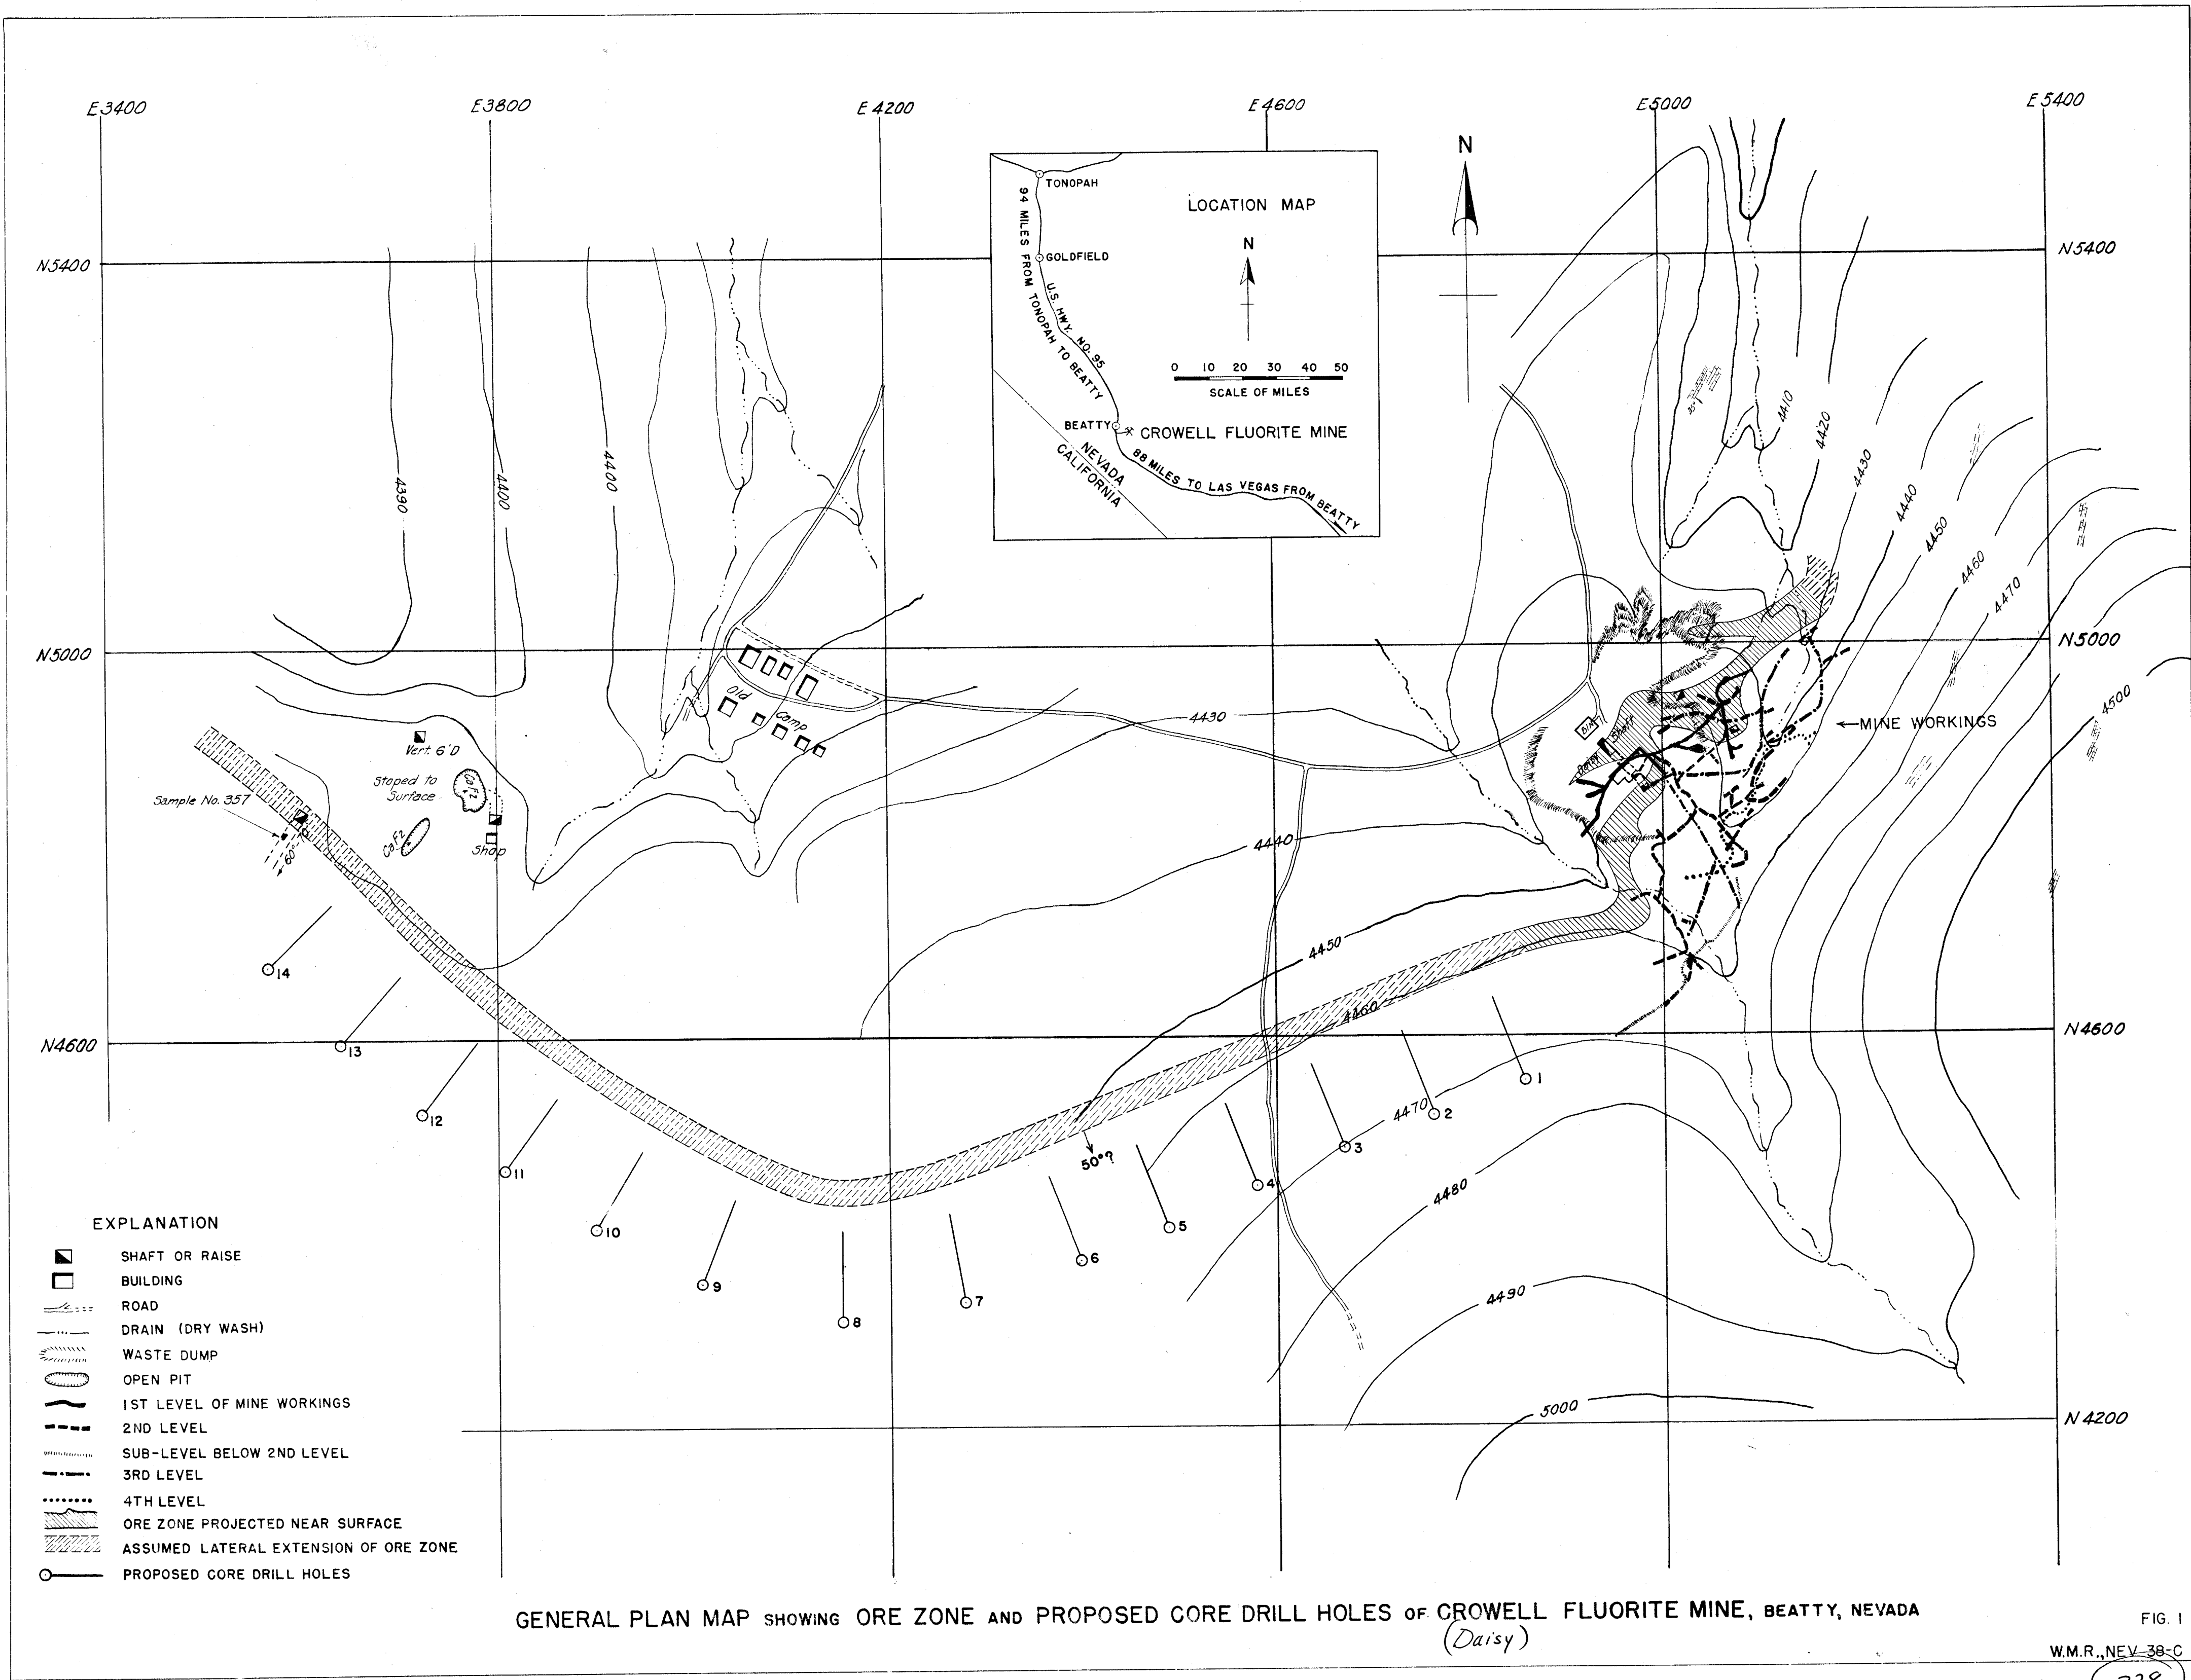 E3400
E3800
E4200
E4600
E5000
E5400
N
TONOPAH
LOCATION MAP
94 MILES FROM TONOPAH TO BEATTY
N
GOLDFIELD
U.S. HWY. NO. 95
0 10 20 30 40 50
SCALE OF MILES
BEATTY
CROWELL FLUORITE MINE
NEVADA
CALIFORNIA
88 MILES TO LAS VEGAS FROM BEATTY
N5400
N5400
4390
4400
4400
4410
4420
4430
4440
4450
4460
4470
4500
N5000
N5000
Old
Camp
4430
MINE WORKINGS
Shaft
Vert. 6'D
Stoped to
Surface
CaF2
Sample No. 357
CaF2
Shop
60°
4440
4450
4460
14
13
12
11
10
9
8
7
6
5
4
3
2
1
50°?
N4600
N4600
4470
4480
4490
5000
N4200
EXPLANATION
SHAFT OR RAISE
BUILDING
ROAD
DRAIN (DRY WASH)
WASTE DUMP
OPEN PIT
1ST LEVEL OF MINE WORKINGS
2ND LEVEL
SUB-LEVEL BELOW 2ND LEVEL
3RD LEVEL
4TH LEVEL
ORE ZONE PROJECTED NEAR SURFACE
ASSUMED LATERAL EXTENSION OF ORE ZONE
PROPOSED CORE DRILL HOLES
GENERAL PLAN MAP SHOWING ORE ZONE AND PROPOSED CORE DRILL HOLES OF CROWELL FLUORITE MINE, BEATTY, NEVADA
(Daisy)
FIG. 1
W.M.R., NEV 38-C